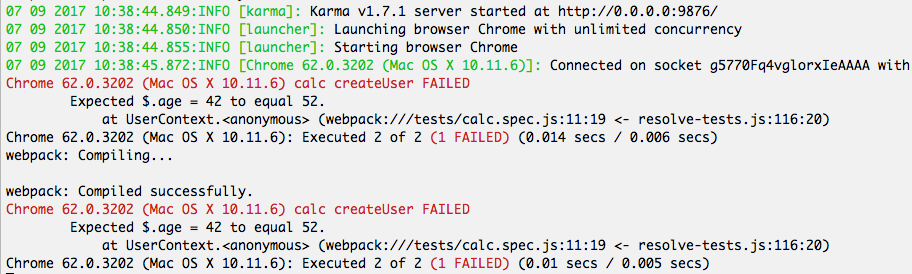 07 09 2017 10:38:44.849:INFO [karma]: Karma v1.7.1 server started at http://0.0.0.0:9876/
07 09 2017 10:38:44.850:INFO [launcher]: Launching browser Chrome with unlimited concurrency
07 09 2017 10:38:44.855:INFO [launcher]: Starting browser Chrome
07 09 2017 10:38:45.872:INFO [Chrome 62.0.3202 (Mac OS X 10.11.6)]: Connected on socket g5770Fq4vglorxIeAAAA with
Chrome 62.0.3202 (Mac OS X 10.11.6) calc createUser FAILED
Expected $.age = 42 to equal 52.
at UserContext.<anonymous> (webpack:///tests/calc.spec.js:11:19 <- resolve-tests.js:116:20)
Chrome 62.0.3202 (Mac OS X 10.11.6): Executed 2 of 2 (1 FAILED) (0.014 secs / 0.006 secs)
webpack: Compiling...
webpack: Compiled successfully.
Chrome 62.0.3202 (Mac OS X 10.11.6) calc createUser FAILED
Expected $.age = 42 to equal 52.
at UserContext.<anonymous> (webpack:///tests/calc.spec.js:11:19 <- resolve-tests.js:116:20)
Chrome 62.0.3202 (Mac OS X 10.11.6): Executed 2 of 2 (1 FAILED) (0.01 secs / 0.005 secs)